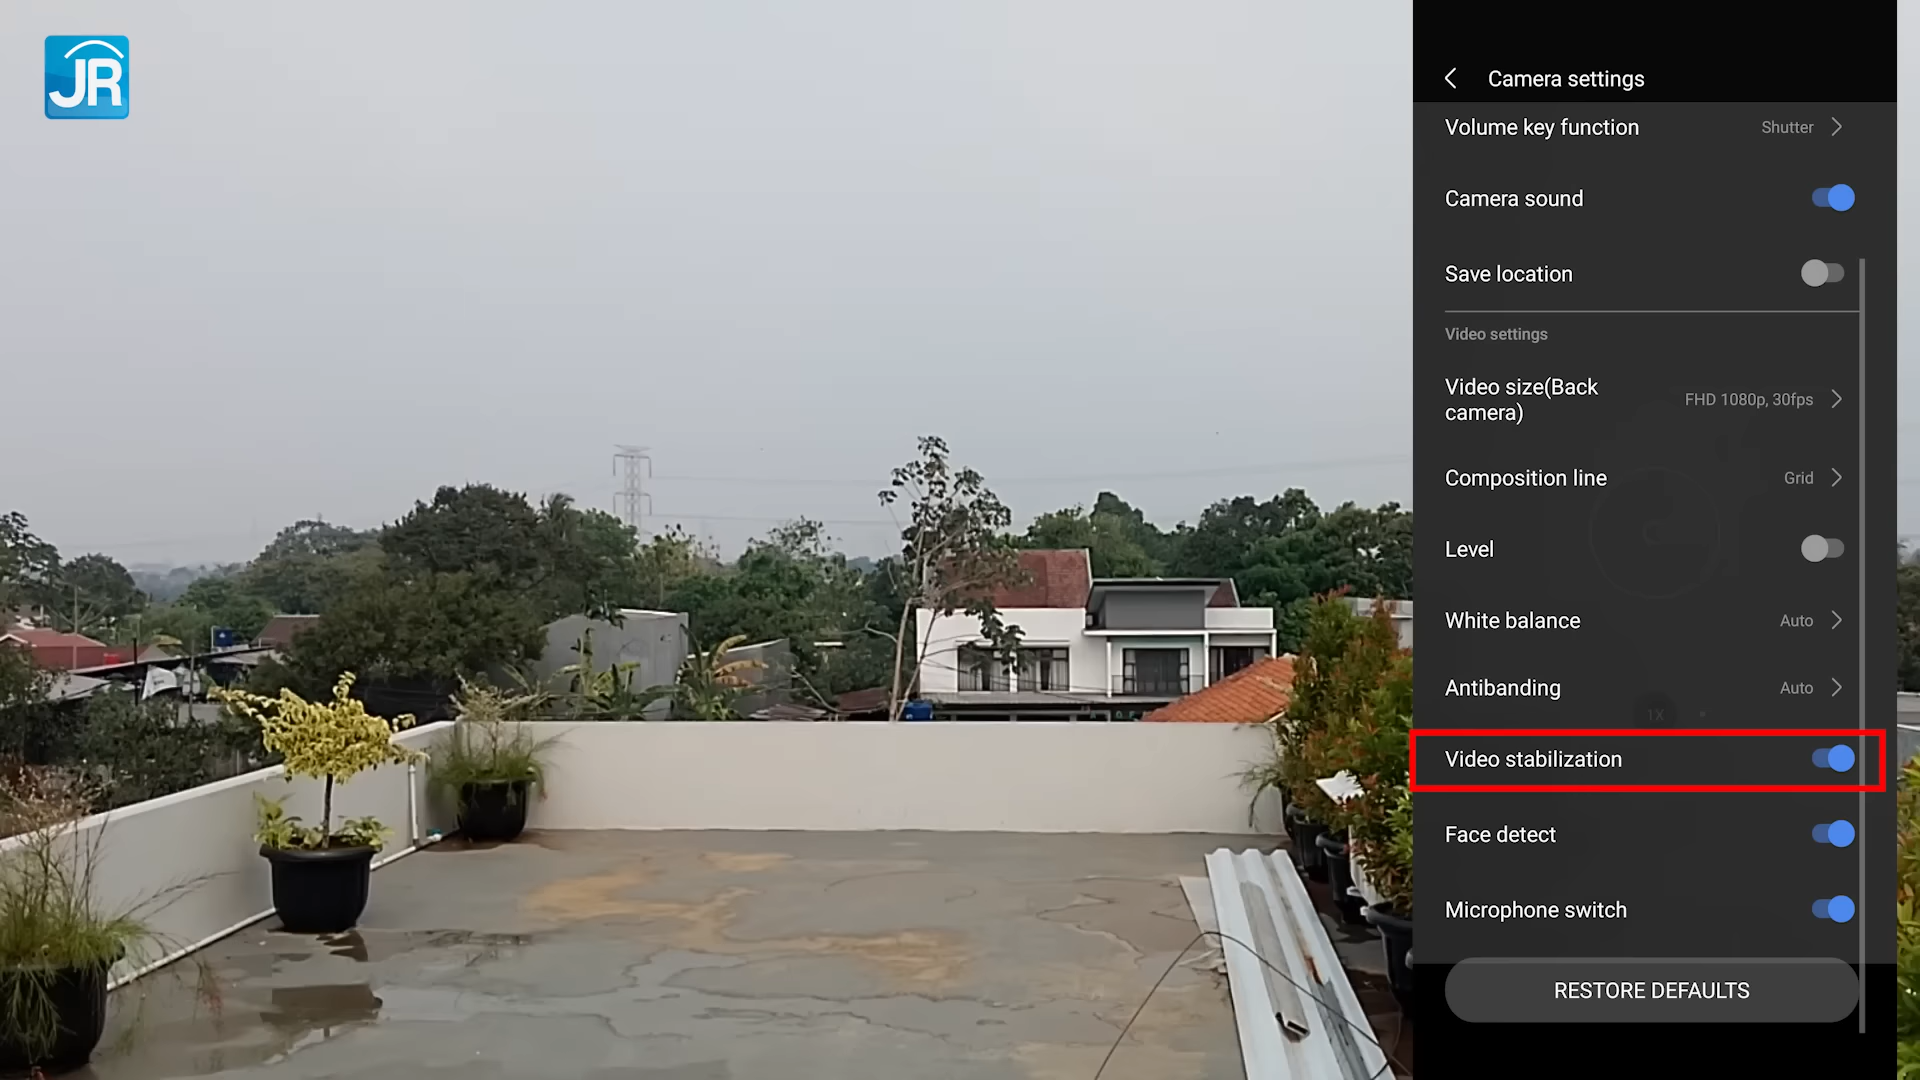 JR
Camera settings
Volume key function Shutter
Camera sound
Save location
Video settings
Video size(Back
camera) FHD 1080p, 30fps
Composition line Grid
Level
White balance Auto
Antibanding Auto
1X
Video stabilization
Face detect
Microphone switch
RESTORE DEFAULTS